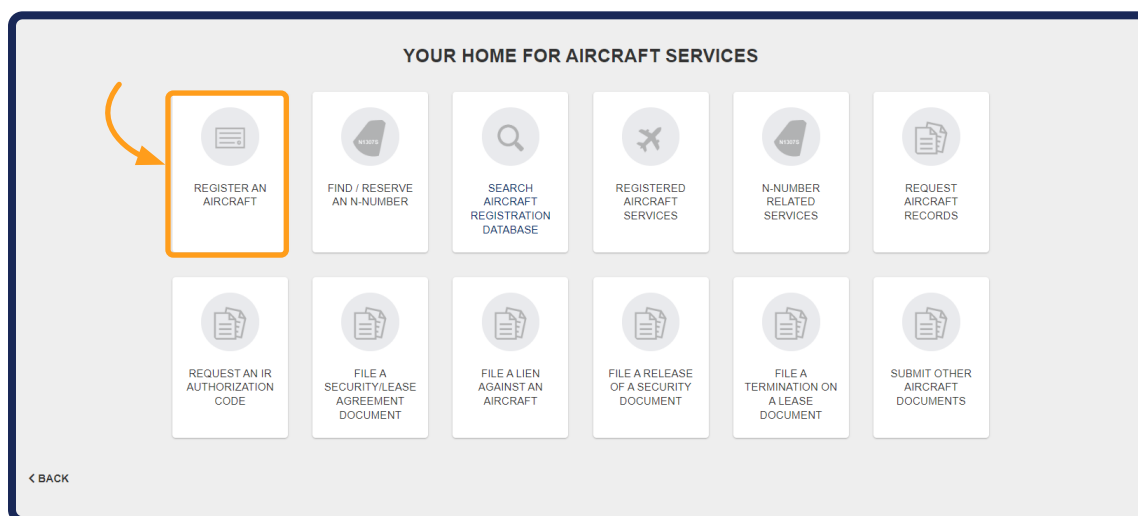 YOUR HOME FOR AIRCRAFT SERVICES
REGISTER AN
AIRCRAFT
N130TS
FIND / RESERVE
AN N-NUMBER
SEARCH
AIRCRAFT
REGISTRATION
DATABASE
REGISTERED
AIRCRAFT
SERVICES
N-NUMBER
RELATED
SERVICES
REQUEST
AIRCRAFT
RECORDS
REQUEST AN IR
AUTHORIZATION
CODE
FILE A
SECURITY/LEASE
AGREEMENT
DOCUMENT
FILE A LIEN
AGAINST AN
AIRCRAFT
FILE A RELEASE
OF A SECURITY
DOCUMENT
FILE A
TERMINATION ON
A LEASE
DOCUMENT
SUBMIT OTHER
AIRCRAFT
DOCUMENTS
< BACK